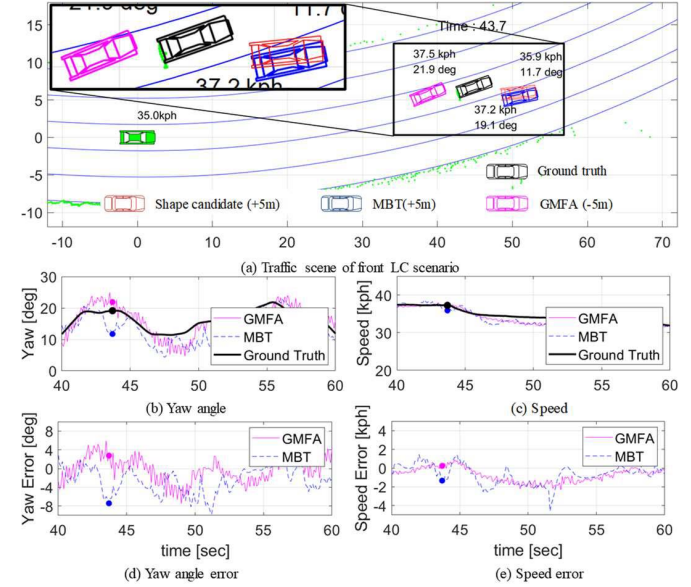 21.9 deg
11.7
37.2 kph
Time : 43.7
37.5 kph
21.9 deg
35.9 kph
11.7 deg
37.2 kph
19.1 deg
35.0kph
15
10
5
0
-5
-10
Ground truth
Shape candidate (+5m)
MBT(+5m)
GMFA (-5m)
-10 0 10 20 30 40 50 60 70
(a) Traffic scene of front LC scenario
Yaw [deg]
30
20
10
0
GMFA
MBT
Ground Truth
40 45 50 55 60
(b) Yaw angle
Speed [kph]
40
30
20
GMFA
MBT
Ground Truth
40 45 50 55 60
(c) Speed
Yaw Error [deg]
8
4
0
-4
-8
GMFA
MBT
40 45 50 55 60
time [sec]
(d) Yaw angle error
Speed Error [kph]
4
2
0
-2
-4
GMFA
MBT
40 45 50 55 60
time [sec]
(e) Speed error